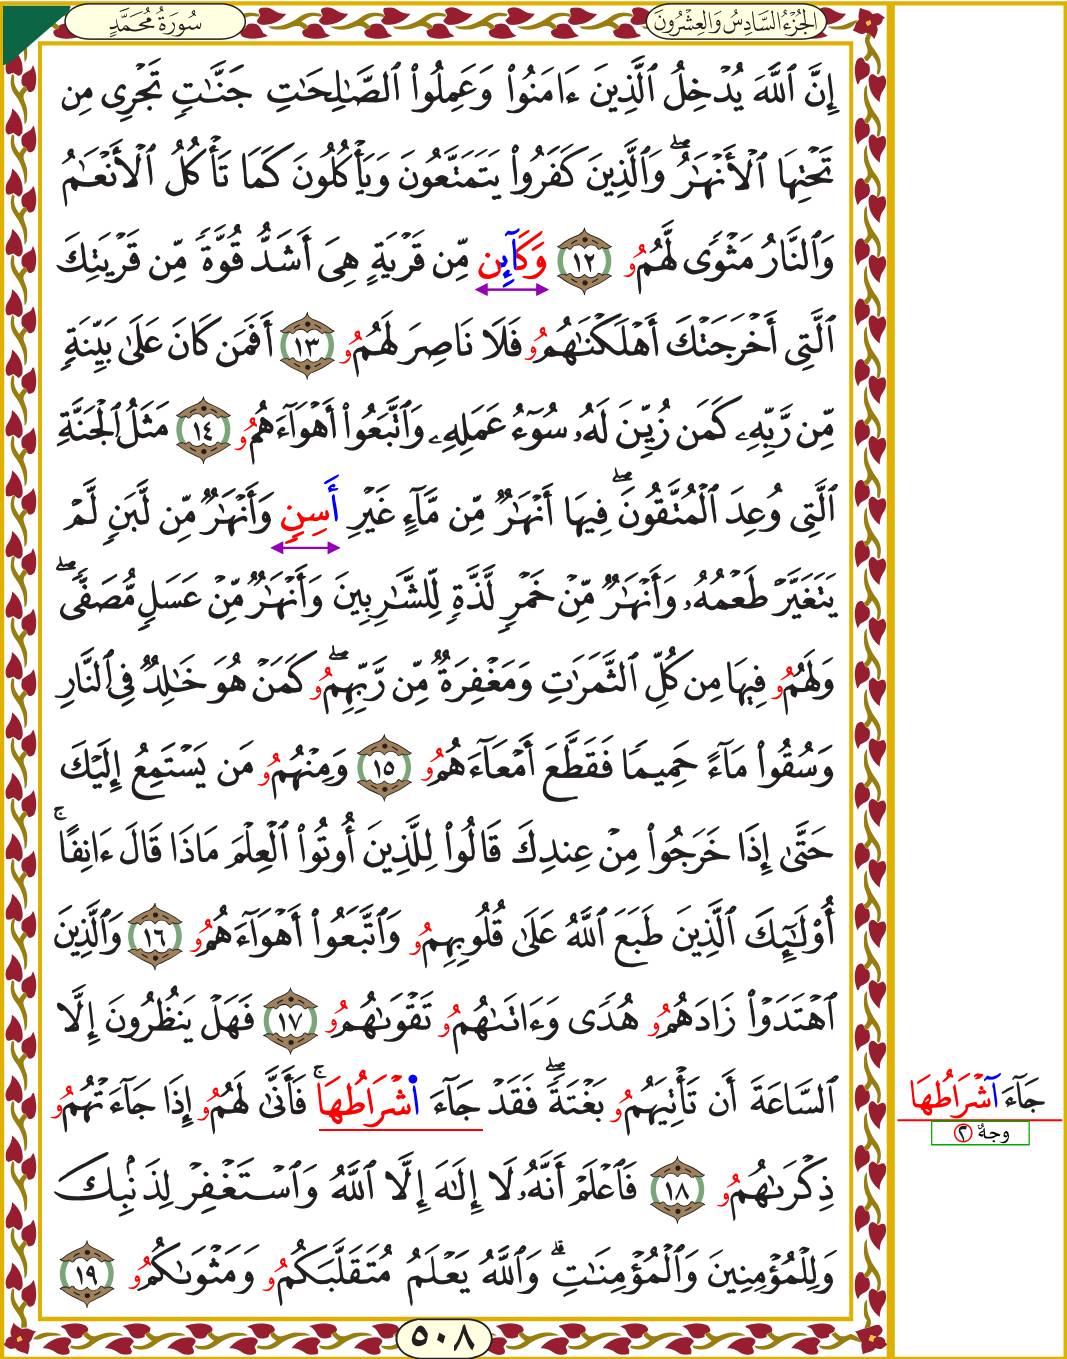 سُورَةُ مُحَمَّدٍ
الجُزْءُ السَّادِسُ وَالعِشْرُونَ
إِنَّ ٱللَّهَ يُدْخِلُ ٱلَّذِينَ ءَامَنُوا۟ وَعَمِلُوا۟ ٱلصَّـٰلِحَـٰتِ جَنَّـٰتٍ تَجْرِى مِن
تَحْتِهَا ٱلْأَنْهَـٰرُ ۖ وَٱلَّذِينَ كَفَرُوا۟ يَتَمَتَّعُونَ وَيَأْكُلُونَ كَمَا تَأْكُلُ ٱلْأَنْعَـٰمُ
وَٱلنَّارُ مَثْوًى لَّهُمُو ١٢ وَكَآئِن مِّن قَرْيَةٍ هِىَ أَشَدُّ قُوَّةً مِّن قَرْيَتِكَ
ٱلَّتِى أَخْرَجَتْكَ أَهْلَكْنَـٰهُمُو فَلَا نَاصِرَ لَهُمُو ١٣ أَفَمَن كَانَ عَلَىٰ بَيِّنَةٍ
مِّن رَّبِّهِۦ كَمَن زُيِّنَ لَهُۥ سُوٓءُ عَمَلِهِۦ وَٱتَّبَعُوا۟ أَهْوَآءَهُمُو ١٤ مَثَلُ ٱلْجَنَّةِ
ٱلَّتِى وُعِدَ ٱلْمُتَّقُونَ ۖ فِيهَا أَنْهَـٰرٌ مِّن مَّآءٍ غَيْرِ أَسِنٍ وَأَنْهَـٰرٌ مِّن لَّبَنٍ لَّمْ
يَتَغَيَّرْ طَعْمُهُۥ وَأَنْهَـٰرٌ مِّنْ خَمْرٍ لَّذَّةٍ لِّلشَّـٰرِبِينَ وَأَنْهَـٰرٌ مِّنْ عَسَلٍ مُّصَفًّى ۖ
وَلَهُمُو فِيهَا مِن كُلِّ ٱلثَّمَرَٰتِ وَمَغْفِرَةٌ مِّن رَّبِّهِمُو ۖ كَمَنْ هُوَ خَـٰلِدٌ فِى ٱلنَّارِ
وَسُقُوا۟ مَآءً حَمِيمًا فَقَطَّعَ أَمْعَآءَهُمُو ١٥ وَمِنْهُمُو مَن يَسْتَمِعُ إِلَيْكَ
حَتَّىٰ إِذَا خَرَجُوا۟ مِنْ عِندِكَ قَالُوا۟ لِلَّذِينَ أُوتُوا۟ ٱلْعِلْمَ مَاذَا قَالَ ءَانِفًا ۚ
أُو۟لَـٰٓئِكَ ٱلَّذِينَ طَبَعَ ٱللَّهُ عَلَىٰ قُلُوبِهِمُو وَٱتَّبَعُوا۟ أَهْوَآءَهُمُو ١٦ وَٱلَّذِينَ
ٱهْتَدَوْا۟ زَادَهُمُو هُدًى وَءَاتَىٰهُمُو تَقْوَىٰهُمُو ١٧ فَهَلْ يَنظُرُونَ إِلَّا
ٱلسَّاعَةَ أَن تَأْتِيَهُمُو بَغْتَةً ۖ فَقَدْ جَآءَ ا۬شْرَاطُهَا ۚ فَأَنَّىٰ لَهُمُو إِذَا جَآءَتْهُمُو
ذِكْرَىٰهُمُو ١٨ فَٱعْلَمْ أَنَّهُۥ لَا إِلَـٰهَ إِلَّا ٱللَّهُ وَٱسْتَغْفِرْ لِذَنۢبِكَ
وَلِلْمُؤْمِنِينَ وَٱلْمُؤْمِنَـٰتِ ۗ وَٱللَّهُ يَعْلَمُ مُتَقَلَّبَكُمُو وَمَثْوَىٰكُمُو ١٩
جَآءَ آشْرَاطُهَا
وجهٌ ٢
٥٠٨